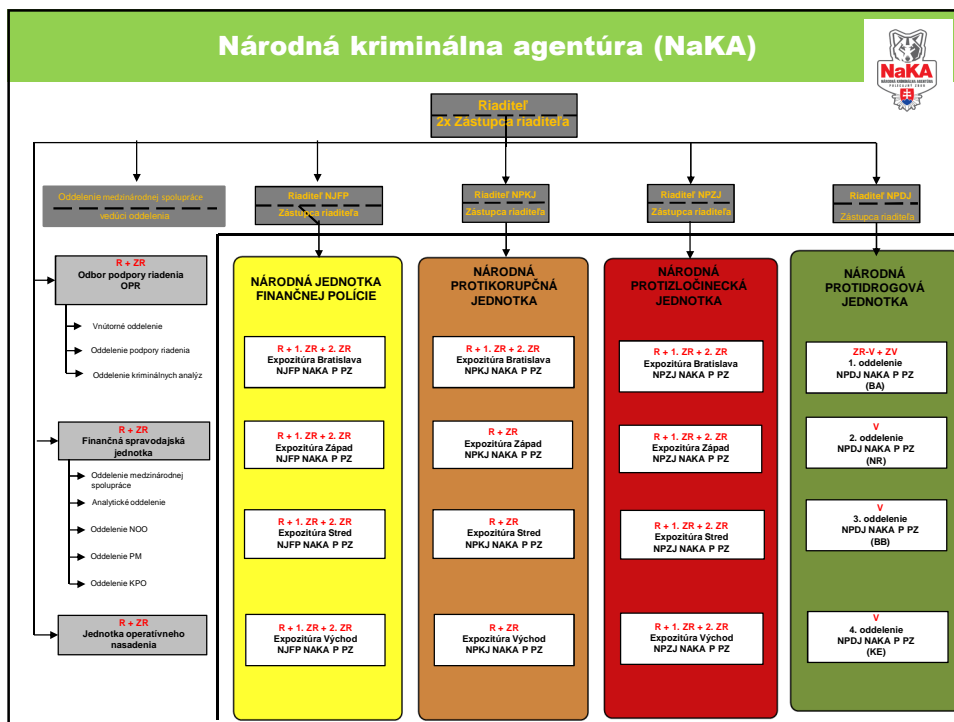 Národná kriminálna agentúra (NaKA)
NaKA
NÁRODNÁ KRIMINÁLNA AGENTÚRA
POLICAJNÝ ZBOR
Riaditeľ
2x Zástupca riaditeľa
Oddelenie medzinárodnej spolupráce
vedúci oddelenia
Riaditeľ NJFP
Zástupca riaditeľa
Riaditeľ NPKJ
Zástupca riaditeľa
Riaditeľ NPZJ
Zástupca riaditeľa
Riaditeľ NPDJ
Zástupca riaditeľa
R + ZR
Odbor podpory riadenia
OPR
Vnútorné oddelenie
Oddelenie podpory riadenia
Oddelenie kriminálnych analýz
R + ZR
Finančná spravodajská
jednotka
Oddelenie medzinárodnej
spolupráce
Analytické oddelenie
Oddelenie NOO
Oddelenie PM
Oddelenie KPO
R + ZR
Jednotka operatívneho
nasadenia
NÁRODNÁ JEDNOTKA
FINANČNEJ POLÍCIE
R + 1. ZR + 2. ZR
Expozitúra Bratislava
NJFP NAKA P PZ
R + 1. ZR + 2. ZR
Expozitúra Západ
NJFP NAKA P PZ
R + 1. ZR + 2. ZR
Expozitúra Stred
NJFP NAKA P PZ
R + 1. ZR + 2. ZR
Expozitúra Východ
NJFP NAKA P PZ
NÁRODNÁ
PROTIKORUPČNÁ
JEDNOTKA
R + 1. ZR + 2. ZR
Expozitúra Bratislava
NPKJ NAKA P PZ
R + ZR
Expozitúra Západ
NPKJ NAKA P PZ
R + ZR
Expozitúra Stred
NPKJ NAKA P PZ
R + ZR
Expozitúra Východ
NPKJ NAKA P PZ
NÁRODNÁ
PROTIZLOČINECKÁ
JEDNOTKA
R + 1. ZR + 2. ZR
Expozitúra Bratislava
NPZJ NAKA P PZ
R + 1. ZR + 2. ZR
Expozitúra Západ
NPZJ NAKA P PZ
R + 1. ZR + 2. ZR
Expozitúra Stred
NPZJ NAKA P PZ
R + 1. ZR + 2. ZR
Expozitúra Východ
NPZJ NAKA P PZ
NÁRODNÁ
PROTIDROGOVÁ
JEDNOTKA
ZR-V + ZV
1. oddelenie
NPDJ NAKA P PZ
(BA)
V
2. oddelenie
NPDJ NAKA P PZ
(NR)
V
3. oddelenie
NPDJ NAKA P PZ
(BB)
V
4. oddelenie
NPDJ NAKA P PZ
(KE)